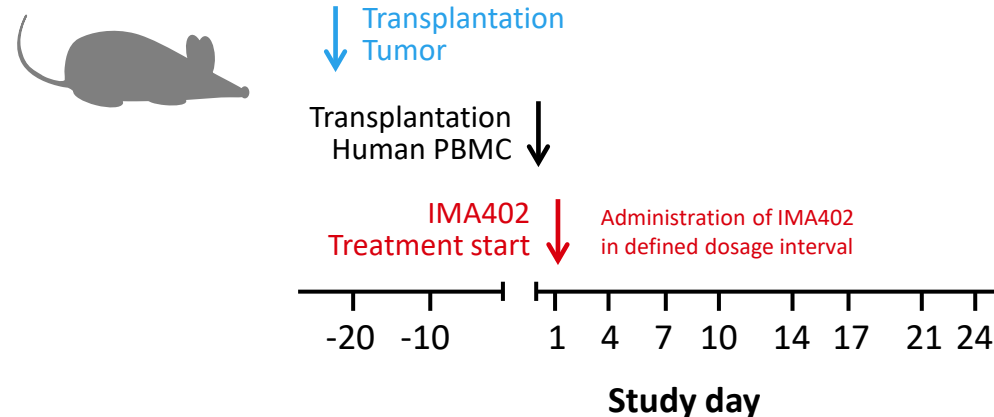 Transplantation
Tumor
Transplantation
Human PBMC
IMA402
Treatment start
Administration of IMA402
in defined dosage interval
-20 -10 1 4 7 10 14 17 21 24
Study day